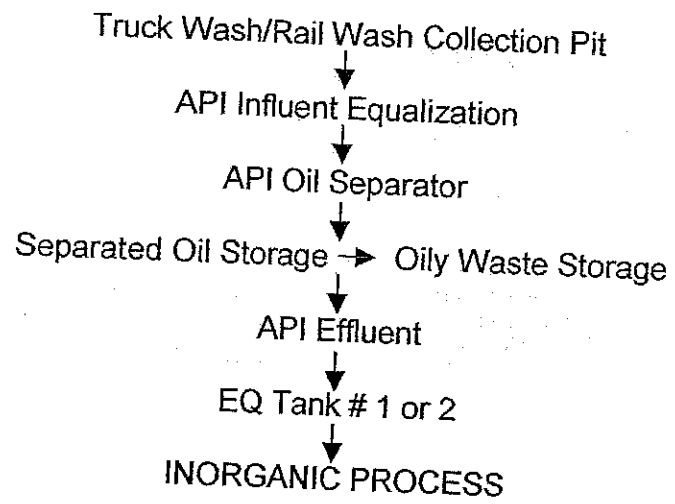 Truck Wash/Rail Wash Collection Pit
API Influent Equalization
API Oil Separator
Separated Oil Storage → Oily Waste Storage
API Effluent
EQ Tank # 1 or 2
INORGANIC PROCESS